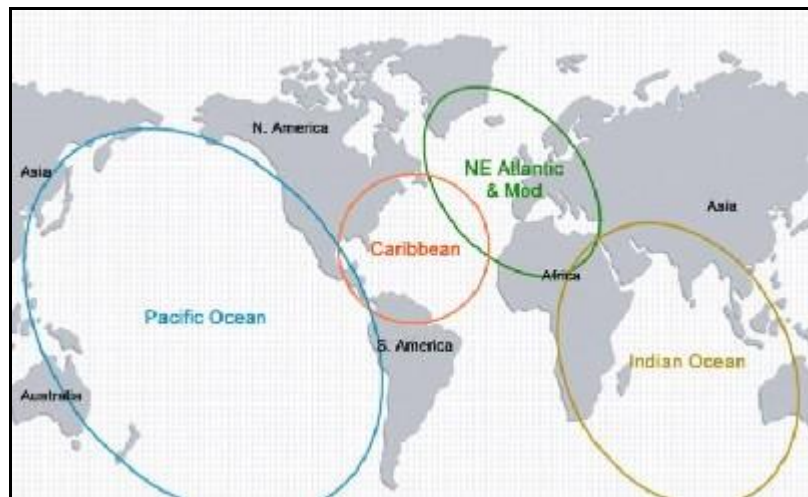 N. America
NE Atlantic
& Med
Asia
Asia
Caribbean
Africa
Pacific Ocean
S. America
Indian Ocean
Australia